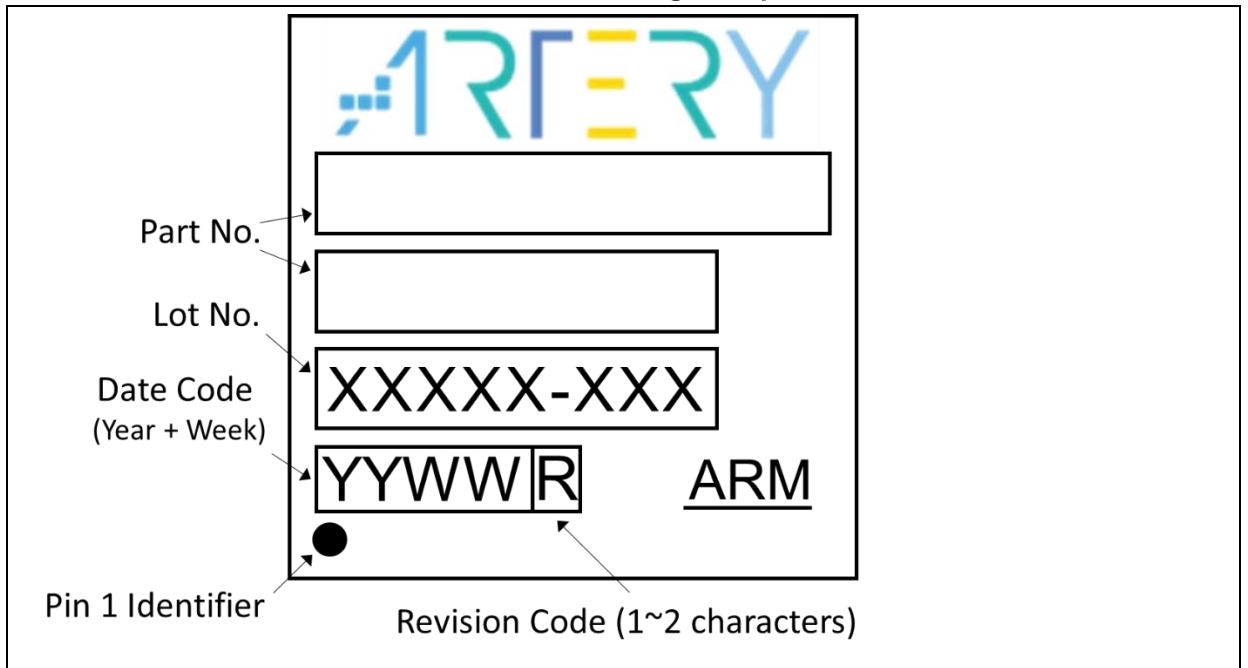 ARTERY
Part No.
Lot No.
XXXXX-XXX
Date Code
(Year + Week)
YYWW R
ARM
Pin 1 Identifier
Revision Code (1~2 characters)